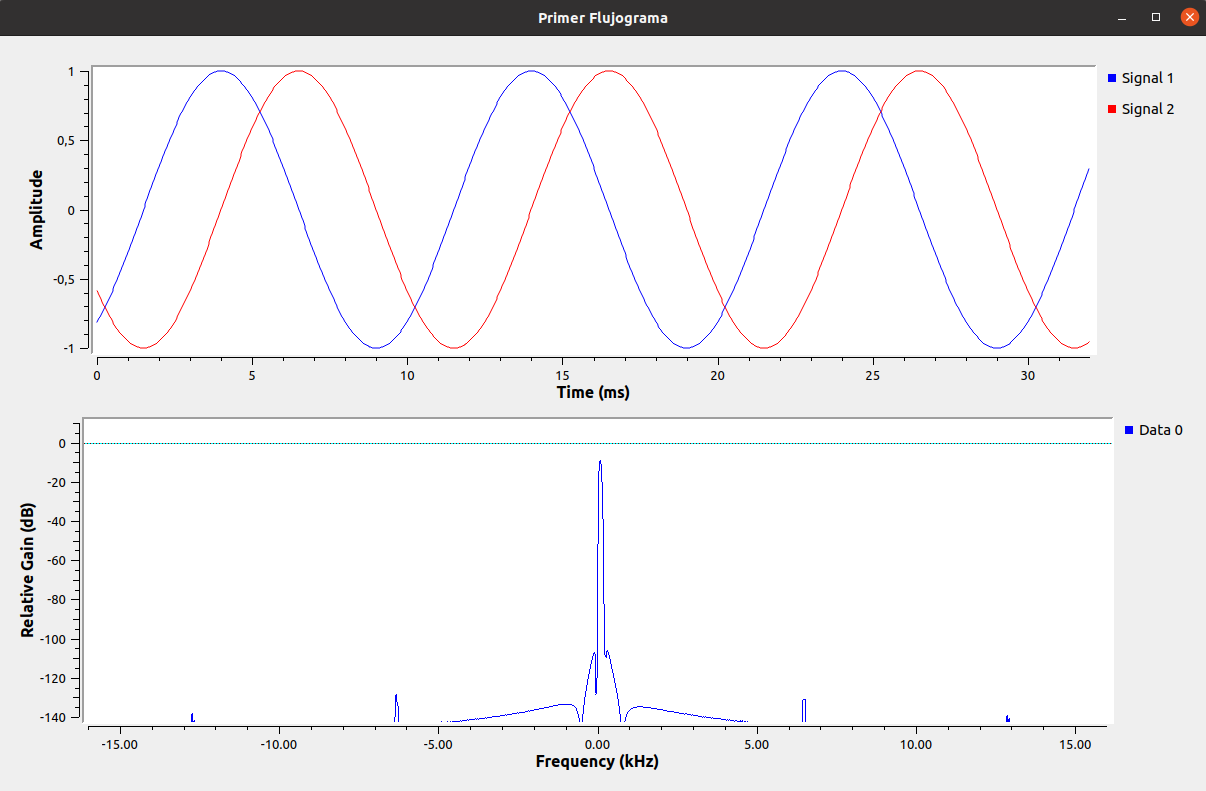 Primer Flujograma
Signal 1
Signal 2
Amplitude
1
0,5
0
-0,5
-1
0 5 10 15 20 25 30
Time (ms)
Data 0
Relative Gain (dB)
0
-20
-40
-60
-80
-100
-120
-140
-15.00 -10.00 -5.00 0.00 5.00 10.00 15.00
Frequency (kHz)